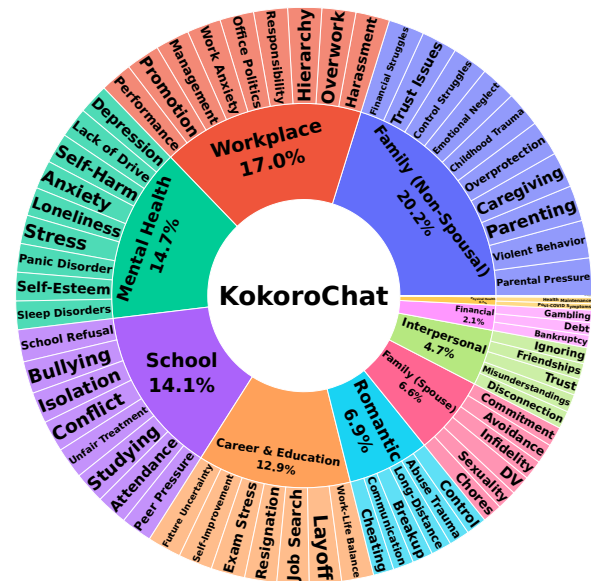 KokoroChat
Family (Non-Spousal)
20.2%
Parental Pressure
Violent Behavior
Parenting
Caregiving
Overprotection
Childhood Trauma
Emotional Neglect
Control Struggles
Trust Issues
Financial Struggles
Workplace
17.0%
Harassment
Overwork
Hierarchy
Responsibility
Office Politics
Work Anxiety
Management
Promotion
Performance
Mental Health
14.7%
Depression
Lack of Drive
Self-Harm
Anxiety
Loneliness
Stress
Panic Disorder
Self-Esteem
Sleep Disorders
School
14.1%
School Refusal
Bullying
Isolation
Conflict
Unfair Treatment
Studying
Attendance
Peer Pressure
Career & Education
12.9%
Future Uncertainty
Self-Improvement
Exam Stress
Resignation
Job Search
Layoff
Work-Life Balance
Romantic
6.9%
Cheating
Communication
Breakup
Long-Distance
Abuse Trauma
Control
Family (Spouse)
6.6%
Chores
Sexuality
DV
Infidelity
Avoidance
Commitment
Interpersonal
4.7%
Disconnection
Misunderstandings
Trust
Friendships
Ignoring
Financial
2.1%
Bankruptcy
Debt
Gambling
Post-COVID Symptoms
Health Maintenance